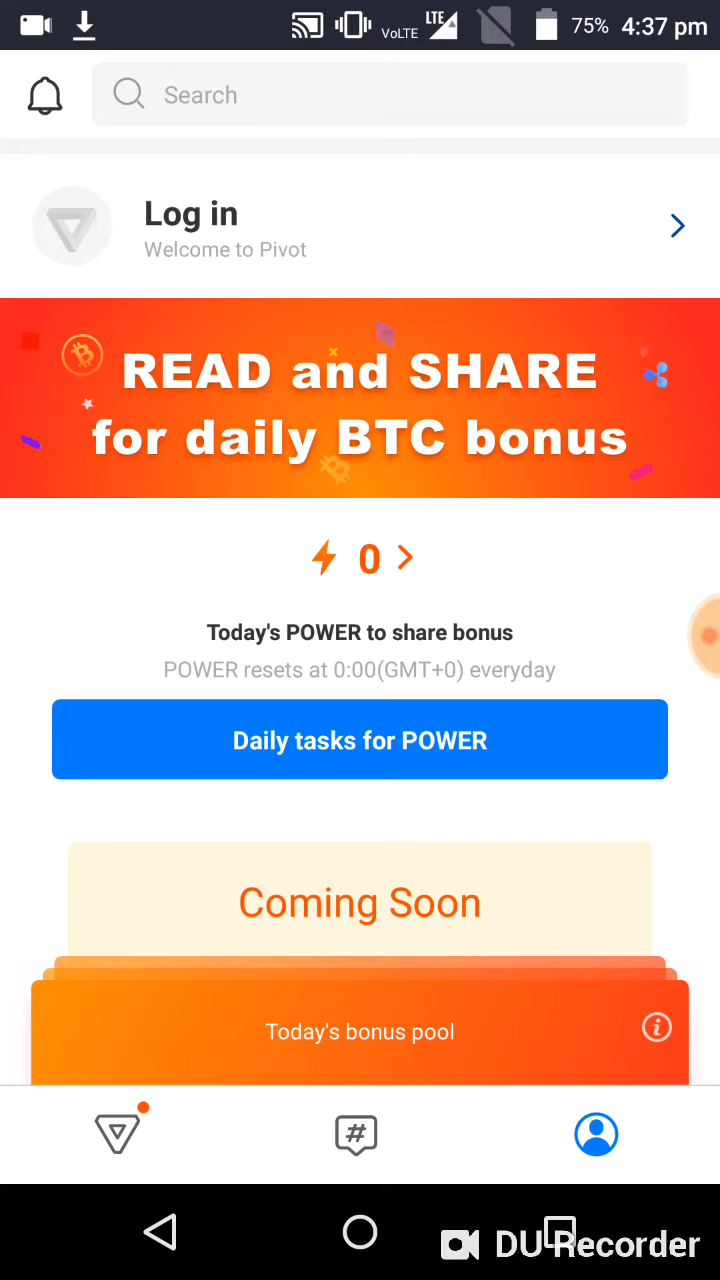 VoLTE LTE 75% 4:37 pm
Search
Log in
Welcome to Pivot
READ and SHARE
for daily BTC bonus
0
Today's POWER to share bonus
POWER resets at 0:00(GMT+0) everyday
Daily tasks for POWER
Coming Soon
Today's bonus pool
#
DU Recorder